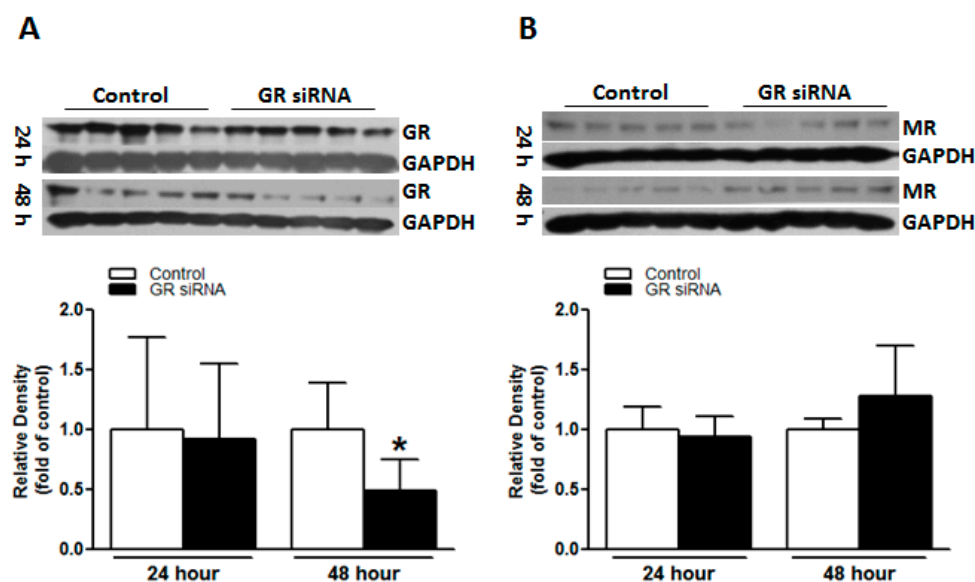 A
Control GR siRNA
24 h
GR
GAPDH
48 h
GR
GAPDH
Control
GR siRNA
Relative Density
(fold of control)
2.0
1.5
1.0
0.5
0.0
*
24 hour 48 hour
B
Control GR siRNA
24 h
MR
GAPDH
48 h
MR
GAPDH
Control
GR siRNA
Relative Density
(fold of control)
2.0
1.5
1.0
0.5
0.0
24 hour 48 hour